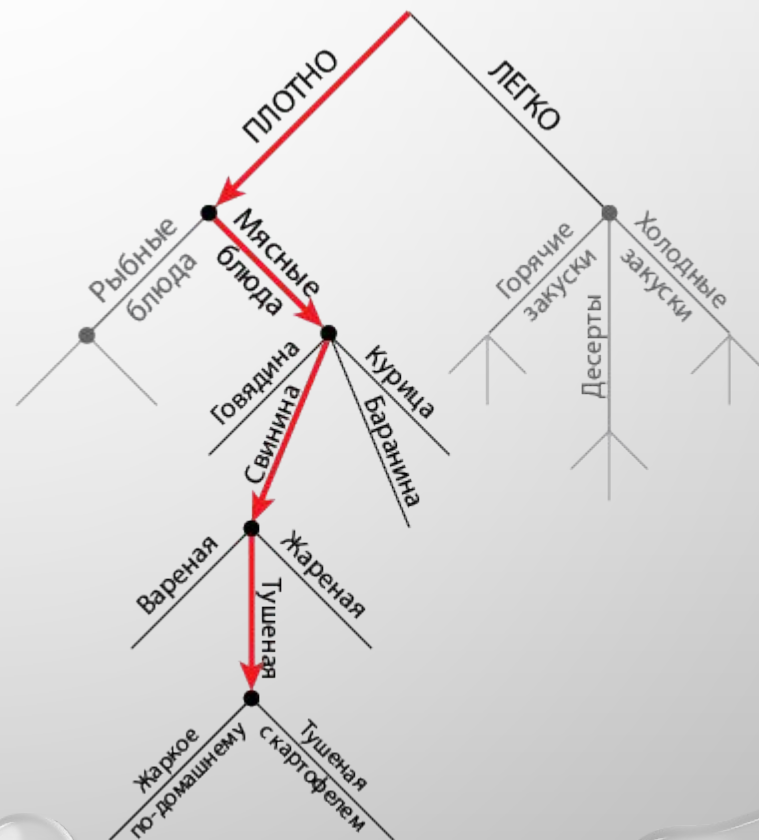 ПЛОТНО
ЛЕГКО
Рыбные
блюда
Мясные
блюда
Горячие
закуски
Десерты
Холодные
закуски
Говядина
Свинина
Баранина
Курица
Вареная
Тушеная
Жареная
Жаркое
по-домашнему
Тушеная
с картофелем